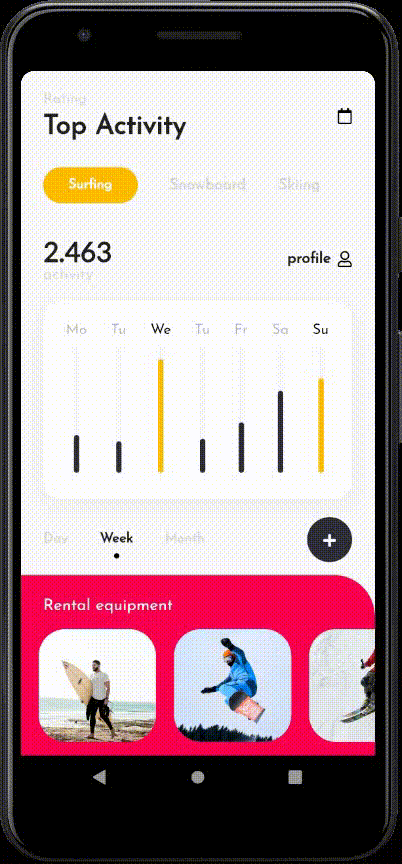 Rating
Top Activity
Surfing Snowboard Skiing
2.463
activity
profile
Mo Tu We Tu Fr Sa Su
Day Week Month
+
Rental equipment